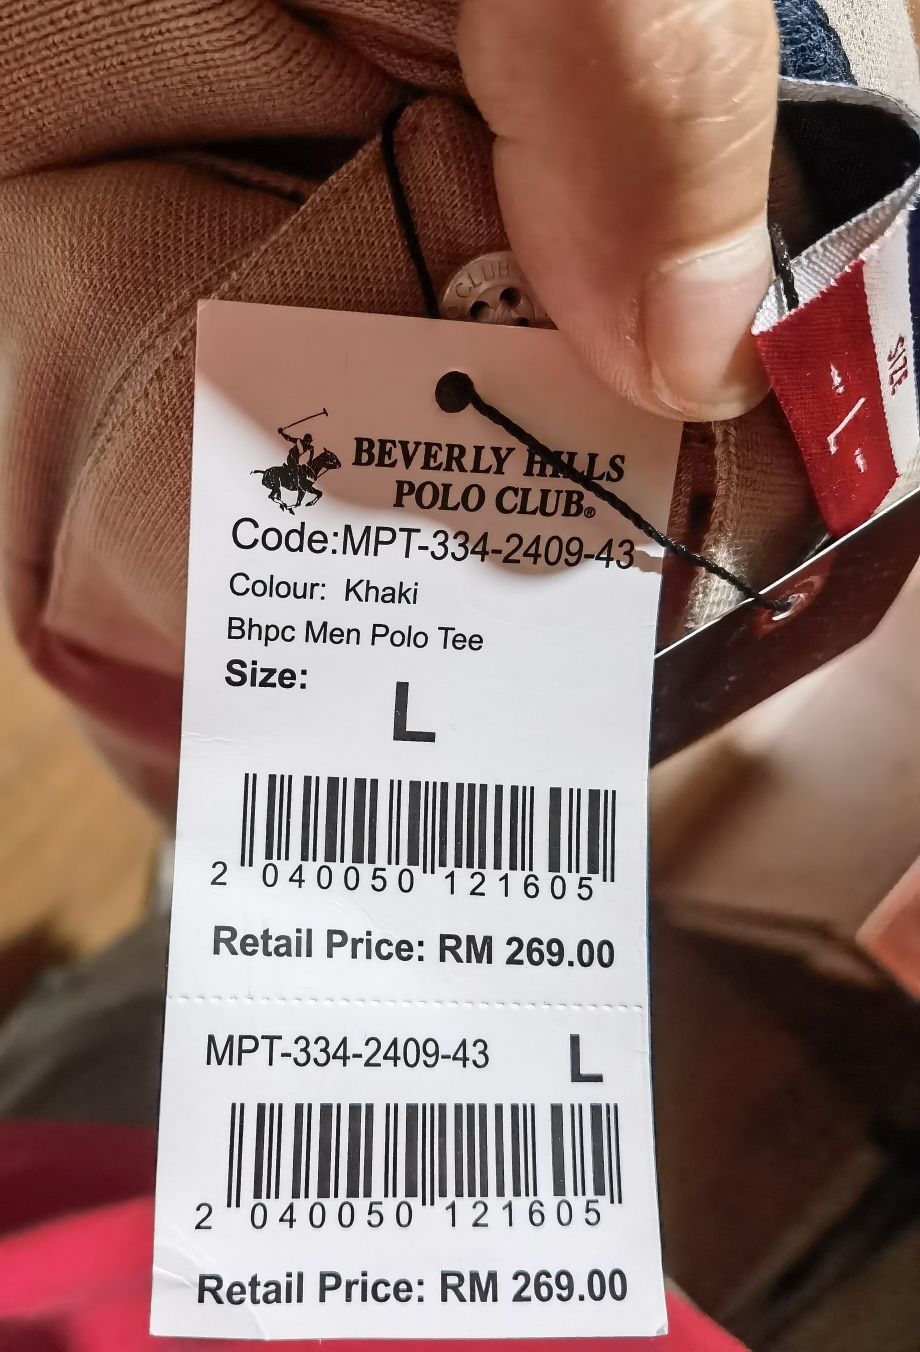 CLUB
SIZE
- L -
BEVERLY HILLS
POLO CLUB®
Code:MPT-334-2409-43
Colour: Khaki
Bhpc Men Polo Tee
Size:
L
2 040050 121605
Retail Price: RM 269.00
MPT-334-2409-43 L
2 040050 121605
Retail Price: RM 269.00